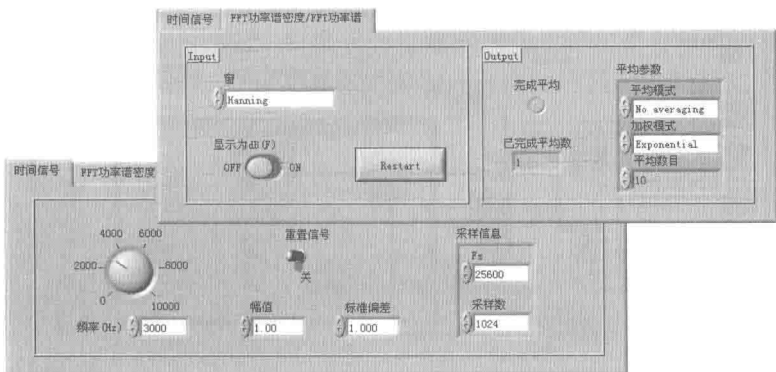 时间信号 FFT功率谱密度/FFT功率谱
Input
窗
Hanning
显示为dB(F)
OFF ON
Restart
Output
完成平均
已完成平均数
1
平均参数
平均模式
No averaging
加权模式
Exponential
平均数目
10
时间信号 FFT功率谱密度
4000 6000
2000 8000
0 10000
频率(Hz) 3000
重置信号
关
幅值
1.00
标准偏差
1.000
采样信息
Fs
25600
采样数
1024